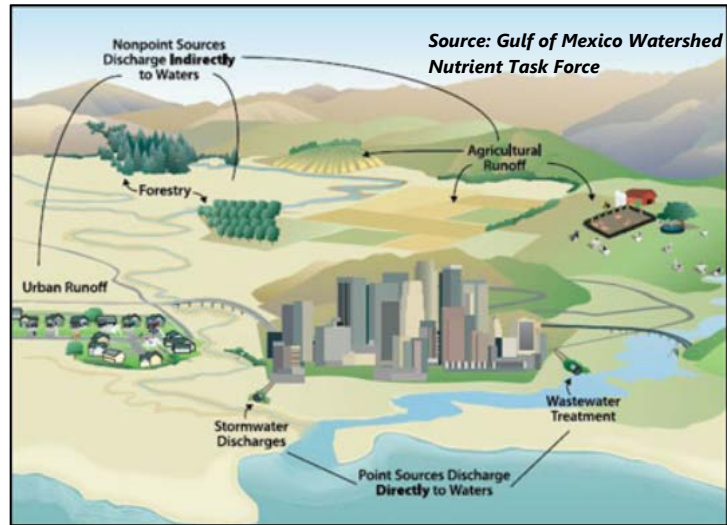 Nonpoint Sources
Discharge Indirectly
to Waters
Source: Gulf of Mexico Watershed
Nutrient Task Force
Agricultural
Runoff
Forestry
Urban Runoff
Stormwater
Discharges
Wastewater
Treatment
Point Sources Discharge
Directly to Waters